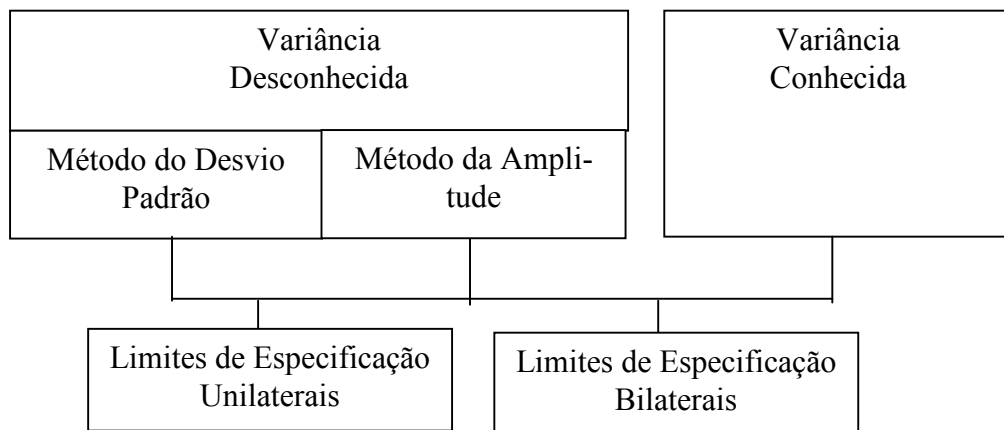 Variância
Desconhecida
Variância
Conhecida
Método do Desvio
Padrão
Método da Ampli-
tude
Limites de Especificação
Unilaterais
Limites de Especificação
Bilaterais